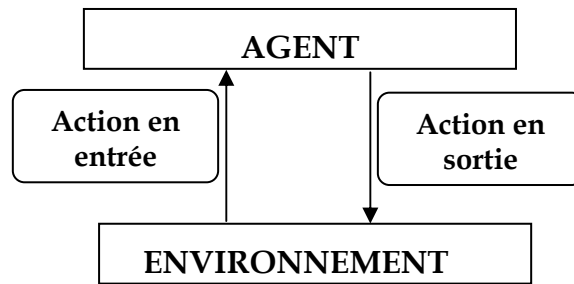 AGENT
Action en
entrée
Action en
sortie
ENVIRONNEMENT